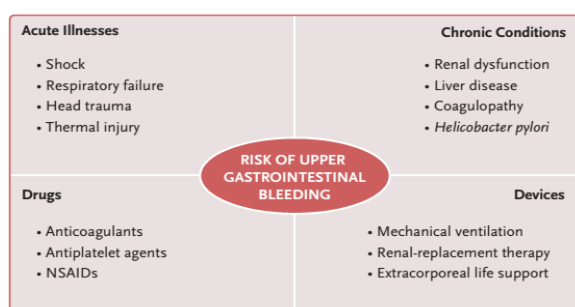 Acute Illnesses
• Shock
• Respiratory failure
• Head trauma
• Thermal injury
Chronic Conditions
• Renal dysfunction
• Liver disease
• Coagulopathy
• Helicobacter pylori
RISK OF UPPER
GASTROINTESTINAL
BLEEDING
Drugs
• Anticoagulants
• Antiplatelet agents
• NSAIDs
Devices
• Mechanical ventilation
• Renal-replacement therapy
• Extracorporeal life support